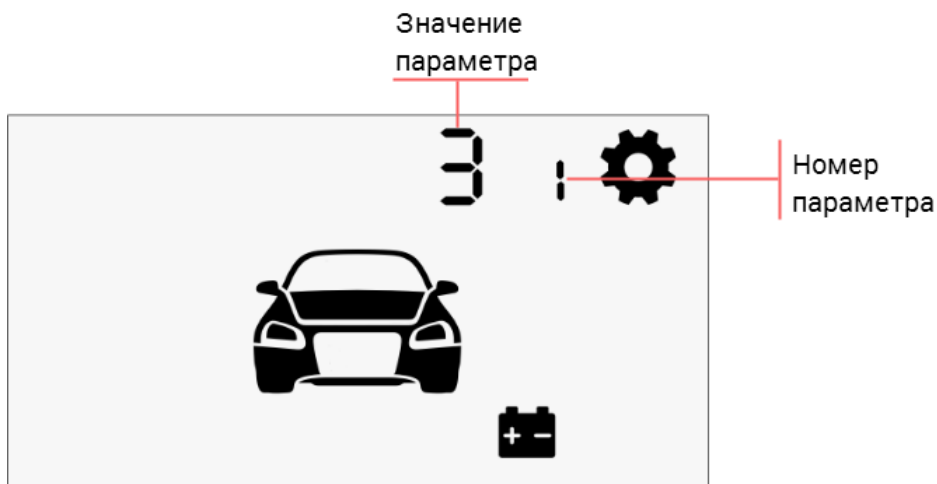 Значение
параметра
3 1
Номер
параметра
+ -